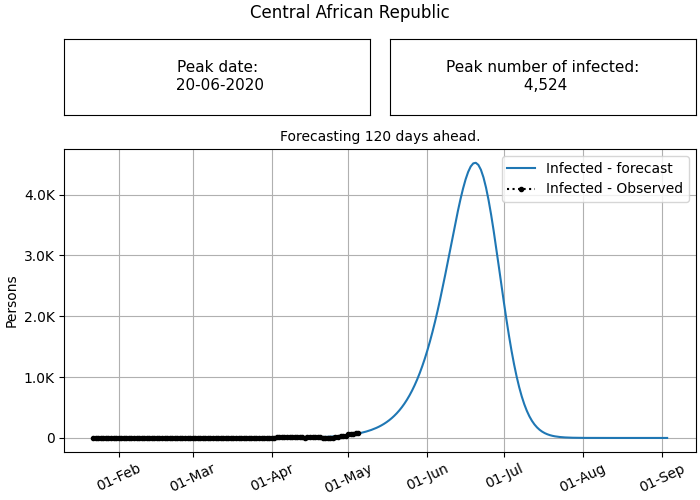 Central African Republic
Peak date:
20-06-2020
Peak number of infected:
4,524
Forecasting 120 days ahead.
Infected - forecast
Infected - Observed
4.0K
3.0K
2.0K
1.0K
0
Persons
01-Feb
01-Mar
01-Apr
01-May
01-Jun
01-Jul
01-Aug
01-Sep